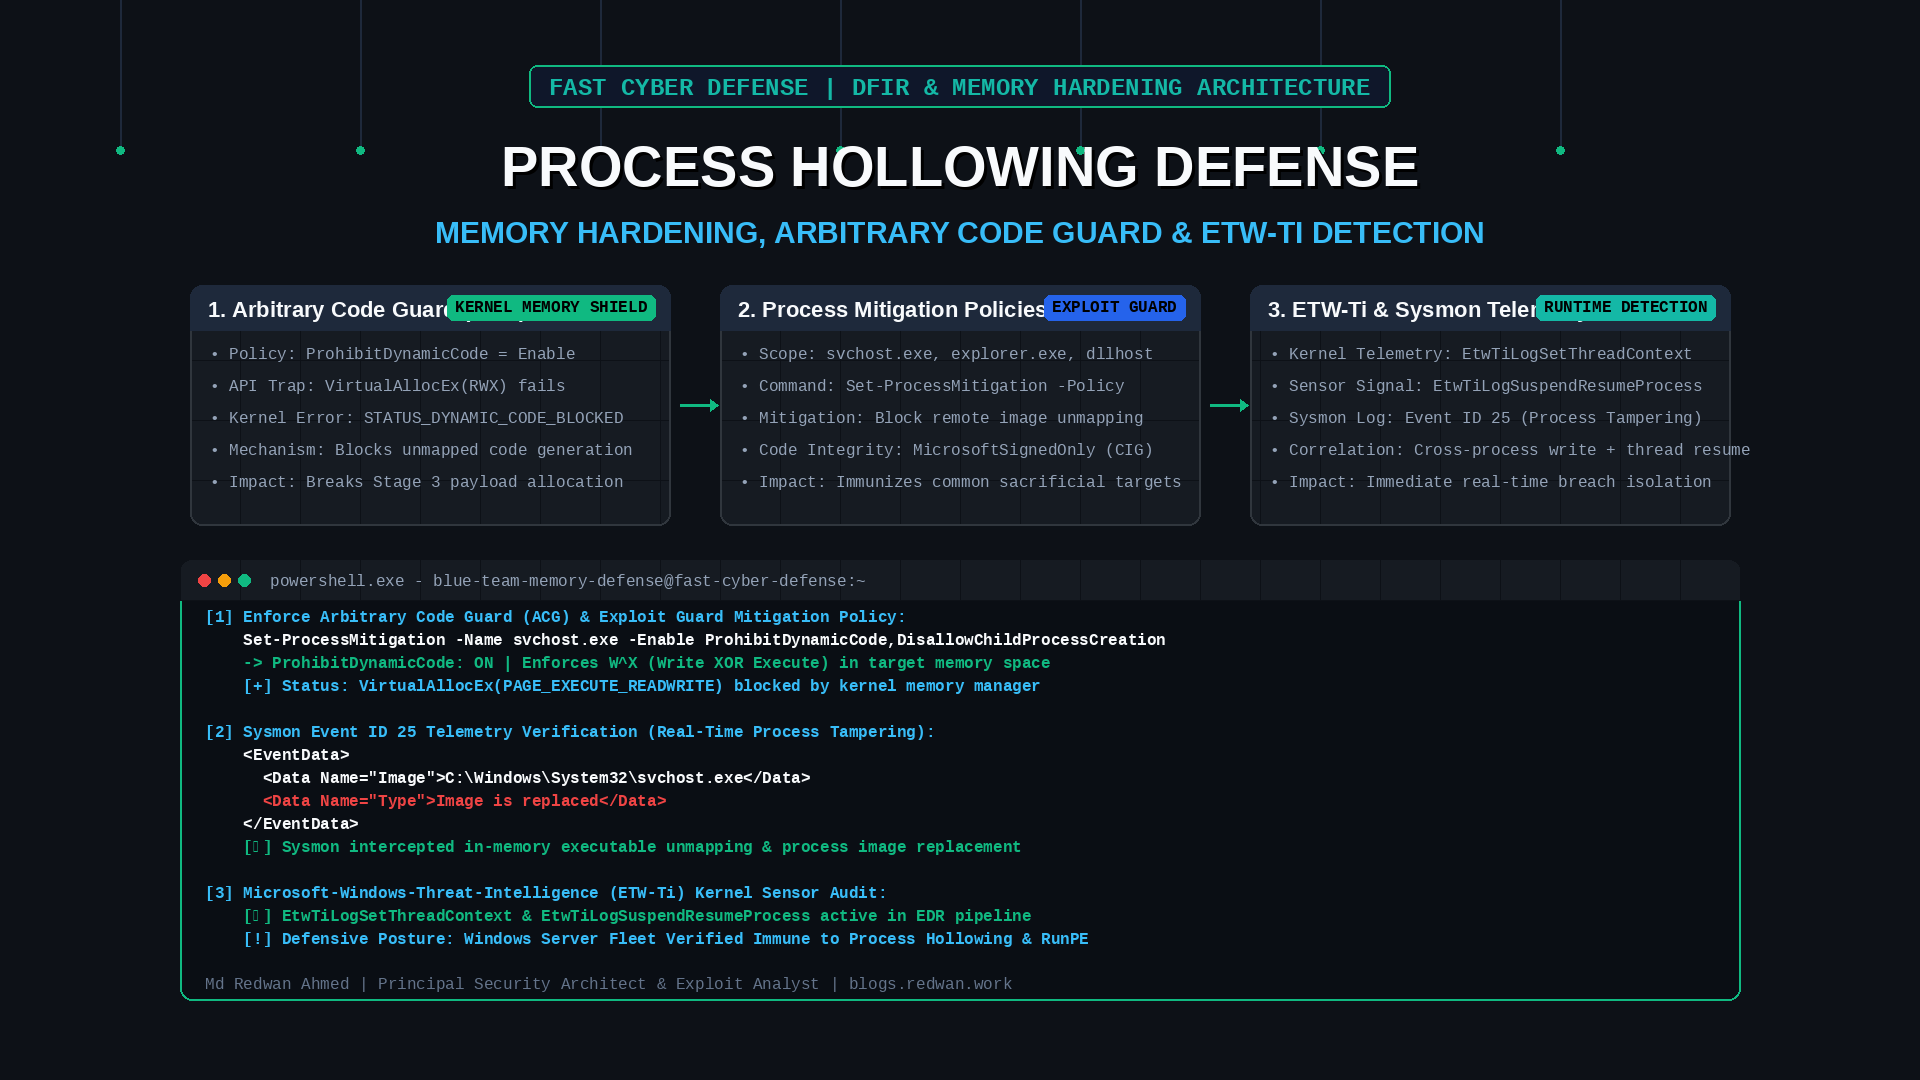 FAST CYBER DEFENSE | DFIR & MEMORY HARDENING ARCHITECTURE
PROCESS HOLLOWING DEFENSE
MEMORY HARDENING, ARBITRARY CODE GUARD & ETW-TI DETECTION
1. Arbitrary Code Guard KERNEL MEMORY SHIELD
• Policy: ProhibitDynamicCode = Enable
• API Trap: VirtualAllocEx(RWX) fails
• Kernel Error: STATUS_DYNAMIC_CODE_BLOCKED
• Mechanism: Blocks unmapped code generation
• Impact: Breaks Stage 3 payload allocation
2. Process Mitigation Policies EXPLOIT GUARD
• Scope: svchost.exe, explorer.exe, dllhost
• Command: Set-ProcessMitigation -Policy
• Mitigation: Block remote image unmapping
• Code Integrity: MicrosoftSignedOnly (CIG)
• Impact: Immunizes common sacrificial targets
3. ETW-Ti & Sysmon RUNTIME DETECTION
• Kernel Telemetry: EtwTiLogSetThreadContext
• Sensor Signal: EtwTiLogSuspendResumeProcess
• Sysmon Log: Event ID 25 (Process Tampering)
• Correlation: Cross-process write + thread resume
• Impact: Immediate real-time breach isolation
powershell.exe - blue-team-memory-defense@fast-cyber-defense:~
[1] Enforce Arbitrary Code Guard (ACG) & Exploit Guard Mitigation Policy:
Set-ProcessMitigation -Name svchost.exe -Enable ProhibitDynamicCode,DisallowChildProcessCreation
-> ProhibitDynamicCode: ON | Enforces W^X (Write XOR Execute) in target memory space
[+] Status: VirtualAllocEx(PAGE_EXECUTE_READWRITE) blocked by kernel memory manager
[2] Sysmon Event ID 25 Telemetry Verification (Real-Time Process Tampering):
<EventData>
<Data Name="Image">C:\Windows\System32\svchost.exe</Data>
<Data Name="Type">Image is replaced</Data>
</EventData>
[▯] Sysmon intercepted in-memory executable unmapping & process image replacement
[3] Microsoft-Windows-Threat-Intelligence (ETW-Ti) Kernel Sensor Audit:
[▯] EtwTiLogSetThreadContext & EtwTiLogSuspendResumeProcess active in EDR pipeline
[!] Defensive Posture: Windows Server Fleet Verified Immune to Process Hollowing & RunPE
Md Redwan Ahmed | Principal Security Architect & Exploit Analyst | blogs.redwan.work